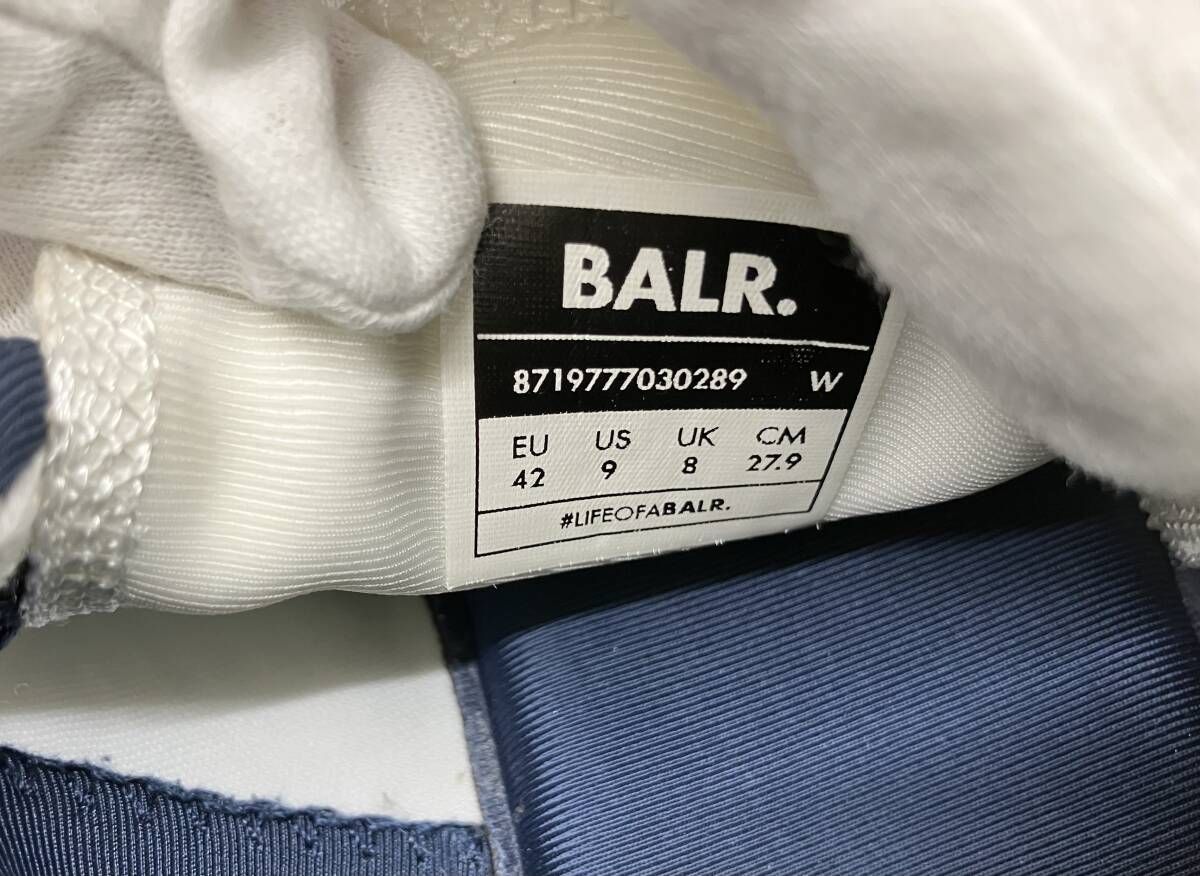 BALR.
8719777030289 W
EU US UK CM
42 9 8 27.9
#LIFEOFABALR.